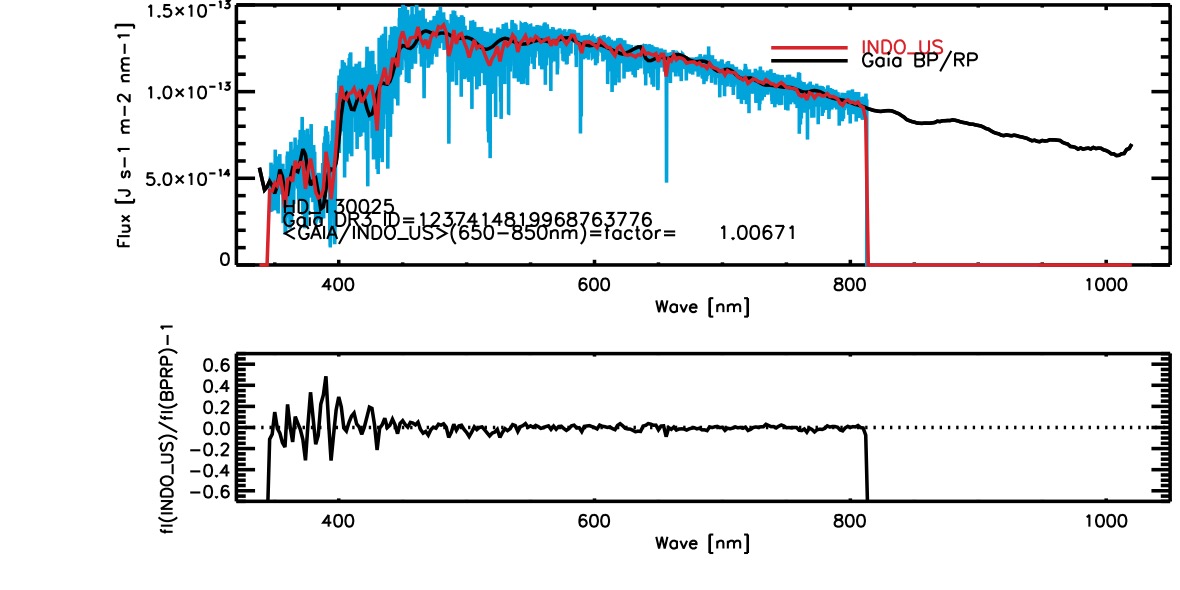 1.5×10−13
1.0×10−13
5.0×10−14
0
Flux [J s−1 m−2 nm−1]
INDO_US
Gaia BP/RP
HD 130025
Gaia DR3 ID=1237414819968763776
<GAIA/INDO_US>(650−850nm)=factor= 1.00671
400 600 800 1000
Wave [nm]
fl(INDO_US)/fl(BPRP)−1
0.6
0.4
0.2
0.0
−0.2
−0.4
−0.6
400 600 800 1000
Wave [nm]